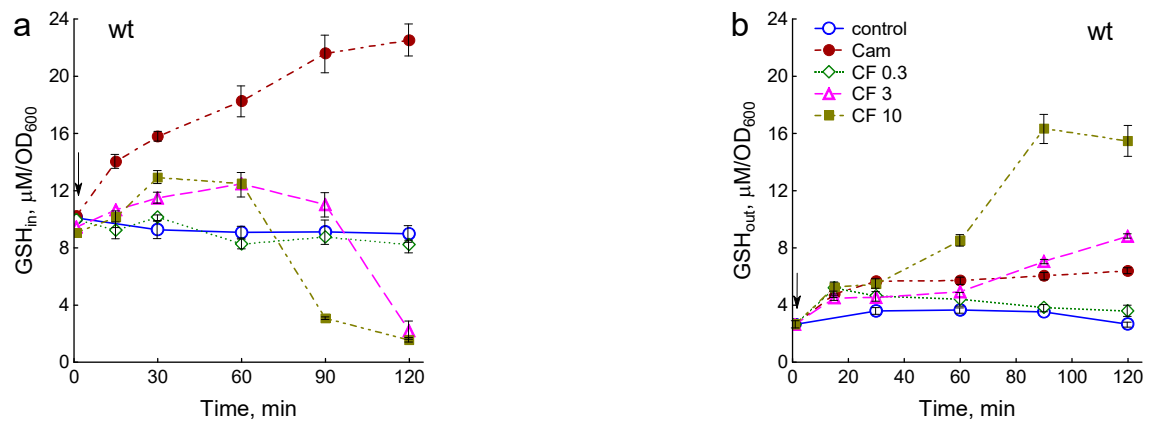 a
wt
24
20
16
12
8
4
0
GSHin, μM/OD600
0 30 60 90 120
Time, min
b
wt
control
Cam
CF 0.3
CF 3
CF 10
24
20
16
12
8
4
0
GSHout, μM/OD600
0 20 40 60 80 100 120
Time, min